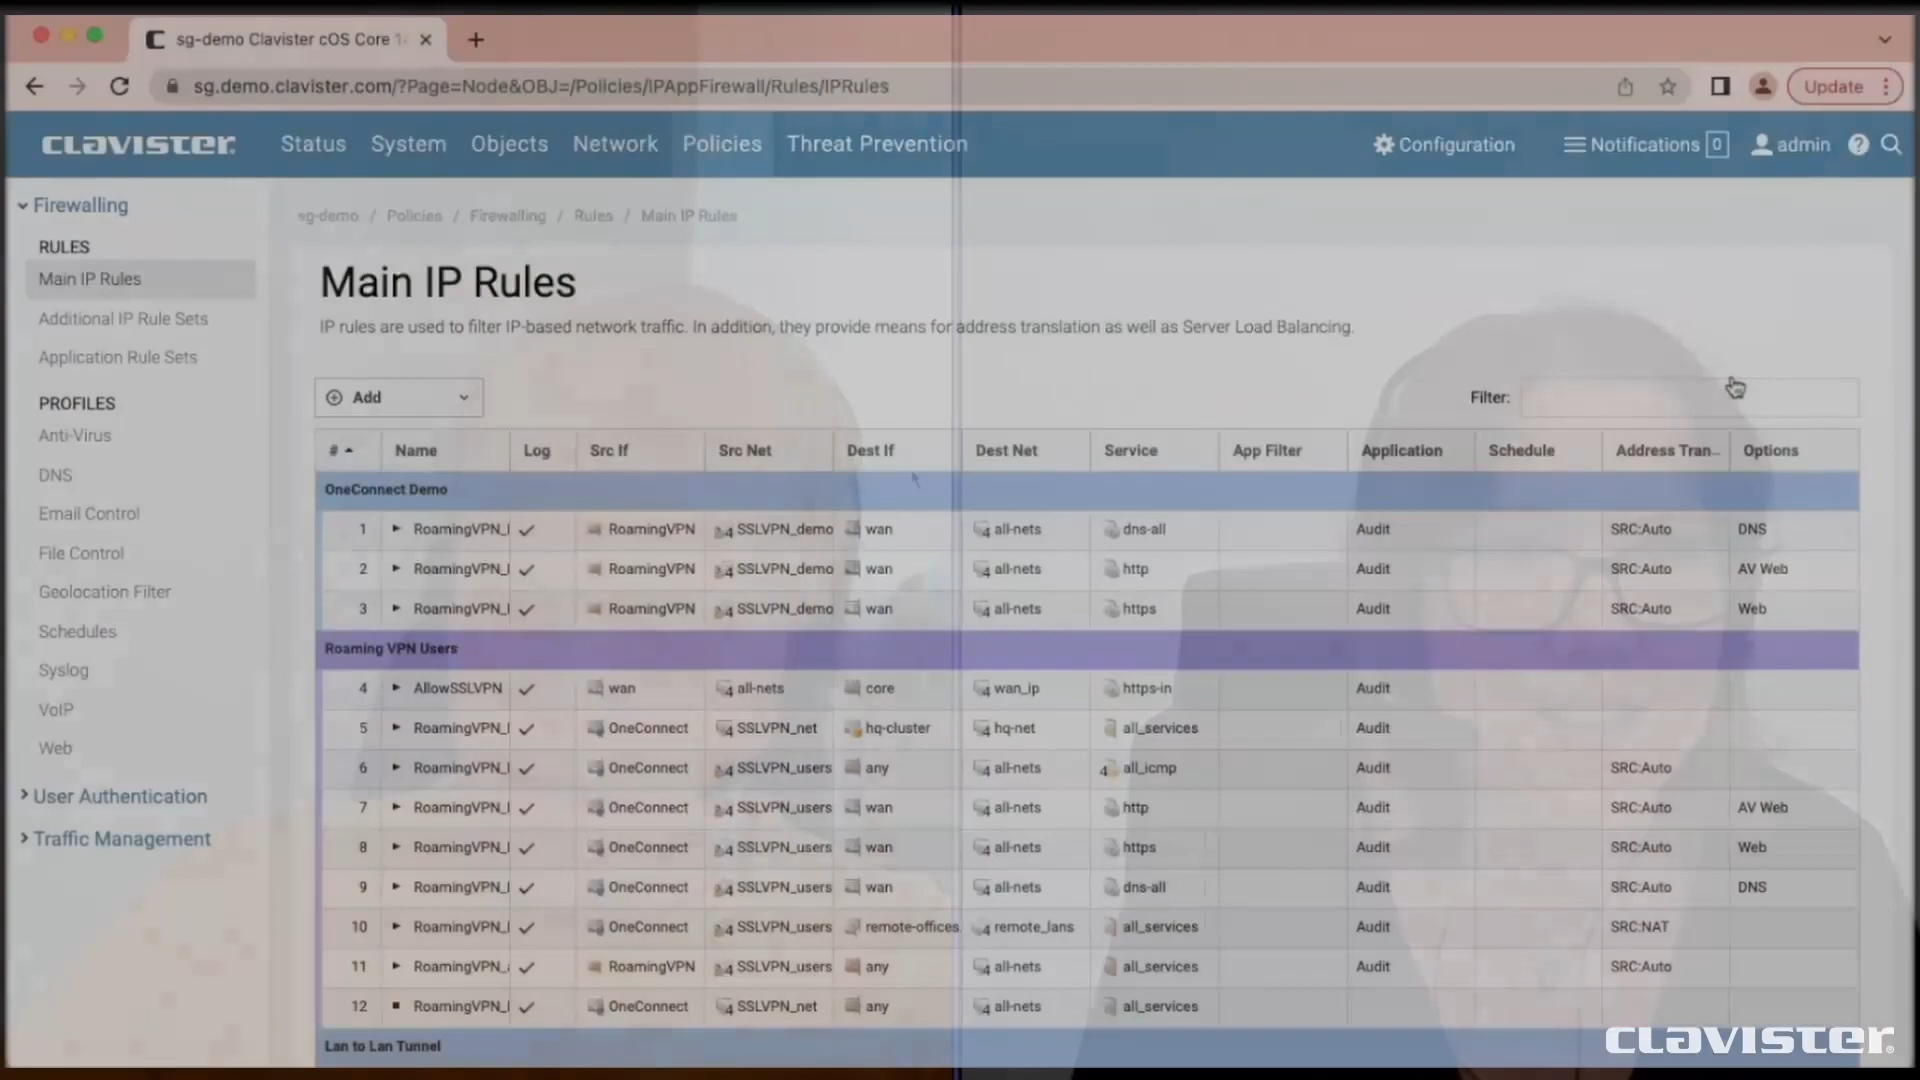 sg-demo Clavister cOS Core 1
sg.demo.clavister.com/?Page=Node&OBJ=/Policies/IPAppFirewall/Rules/IPRules
Update
CLAVISTER
Status System Objects Network Policies Threat Prevention
Configuration Notifications 0 admin
Firewalling
RULES
Main IP Rules
Additional IP Rule Sets
Application Rule Sets
PROFILES
Anti-Virus
DNS
Email Control
File Control
Geolocation Filter
Schedules
Syslog
VoIP
Web
User Authentication
Traffic Management
sg-demo / Policies / Firewalling / Rules / Main IP Rules
Main IP Rules
IP rules are used to filter IP-based network traffic. In addition, they provide means for address translation as well as Server Load Balancing.
Add
Filter:
# Name Log Src If Src Net Dest If Dest Net Service App Filter Application Schedule Address Tran... Options
OneConnect Demo
1 RoamingVPN_ RoamingVPN SSLVPN_demo wan all-nets dns-all Audit SRC:Auto DNS
2 RoamingVPN_ RoamingVPN SSLVPN_demo wan all-nets http Audit SRC:Auto AV Web
3 RoamingVPN_ RoamingVPN SSLVPN_demo wan all-nets https Audit SRC:Auto Web
Roaming VPN Users
4 AllowSSLVPN wan all-nets core wan_ip https-in Audit
5 RoamingVPN_ OneConnect SSLVPN_net hq-cluster hq-net all_services Audit
6 RoamingVPN_ OneConnect SSLVPN_users any all-nets all_icmp Audit SRC:Auto
7 RoamingVPN_ OneConnect SSLVPN_users wan all-nets http Audit SRC:Auto AV Web
8 RoamingVPN_ OneConnect SSLVPN_users wan all-nets https Audit SRC:Auto Web
9 RoamingVPN_ OneConnect SSLVPN_users wan all-nets dns-all Audit SRC:Auto DNS
10 RoamingVPN_ OneConnect SSLVPN_users remote-offices remote_lans all_services Audit SRC:NAT
11 RoamingVPN_ RoamingVPN SSLVPN_users any all-nets all_services Audit SRC:Auto
12 RoamingVPN_ OneConnect SSLVPN_net any all-nets all_services
Lan to Lan Tunnel
CLAVISTER